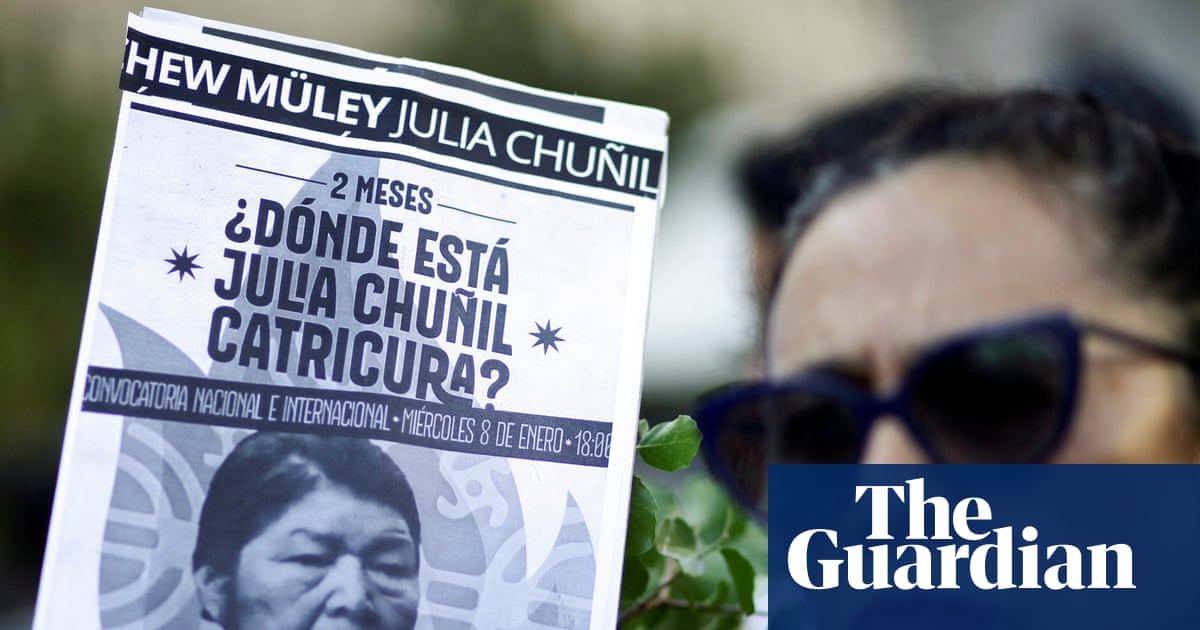 HEW MÜLEY JULIA CHUÑIL
2 MESES
¿DÓNDE ESTÁ
JULIA CHUÑIL
CATRICURA?
CONVOCATORIA NACIONAL E INTERNACIONAL • MIÉRCOLES 8 DE ENERO • 18:00
The
Guardian